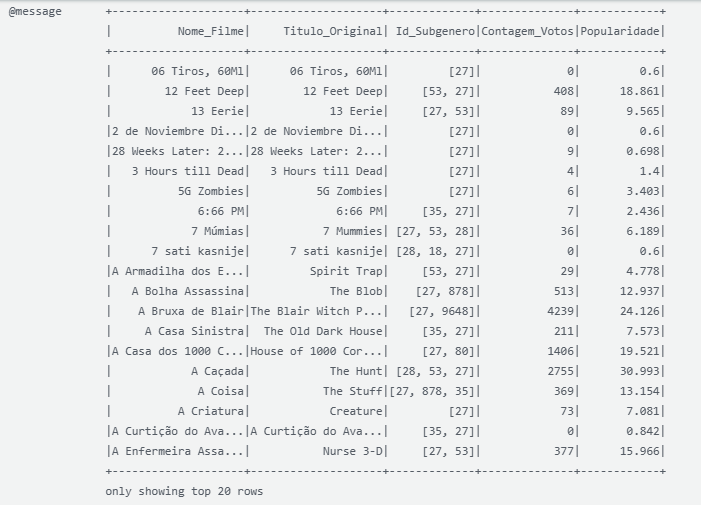 @message +------------------+------------------+------------+--------------+------------+
|        Nome_Filme|   Titulo_Original| Id_Subgenero|Contagem_Votos|Popularidade|
+------------------+------------------+------------+--------------+------------+
|    06 Tiros, 60Ml|    06 Tiros, 60Ml|        [27]|             0|         0.6|
|      12 Feet Deep|      12 Feet Deep|    [53, 27]|           408|      18.861|
|          13 Eerie|          13 Eerie|    [27, 53]|            89|       9.565|
|2 de Noviembre Di...|2 de Noviembre Di...|        [27]|             0|         0.6|
|28 Weeks Later: 2...|28 Weeks Later: 2...|        [27]|             9|       0.698|
| 3 Hours till Dead| 3 Hours till Dead|        [27]|             4|         1.4|
|        5G Zombies|        5G Zombies|        [27]|             6|       3.403|
|           6:66 PM|           6:66 PM|    [35, 27]|             7|       2.436|
|          7 Múmias|         7 Mummies| [27, 53, 28]|            36|       6.189|
|    7 sati kasnije|    7 sati kasnije| [28, 18, 27]|             0|         0.6|
|A Armadilha dos E...|       Spirit Trap|    [53, 27]|            29|       4.778|
|  A Bolha Assassina|          The Blob|   [27, 878]|           513|      12.937|
|   A Bruxa de Blair|The Blair Witch P...|  [27, 9648]|          4239|      24.126|
|    A Casa Sinistra| The Old Dark House|    [35, 27]|           211|       7.573|
|A Casa dos 1000 C...|House of 1000 Cor...|    [27, 80]|          1406|      19.521|
|           A Caçada|          The Hunt| [28, 53, 27]|          2755|      30.993|
|            A Coisa|         The Stuff|[27, 878, 35]|           369|      13.154|
|         A Criatura|          Creature|        [27]|            73|       7.081|
|A Curtição do Ava...|A Curtição do Ava...|    [35, 27]|             0|       0.842|
|A Enfermeira Assa...|         Nurse 3-D|    [27, 53]|           377|      15.966|
+------------------+------------------+------------+--------------+------------+
only showing top 20 rows